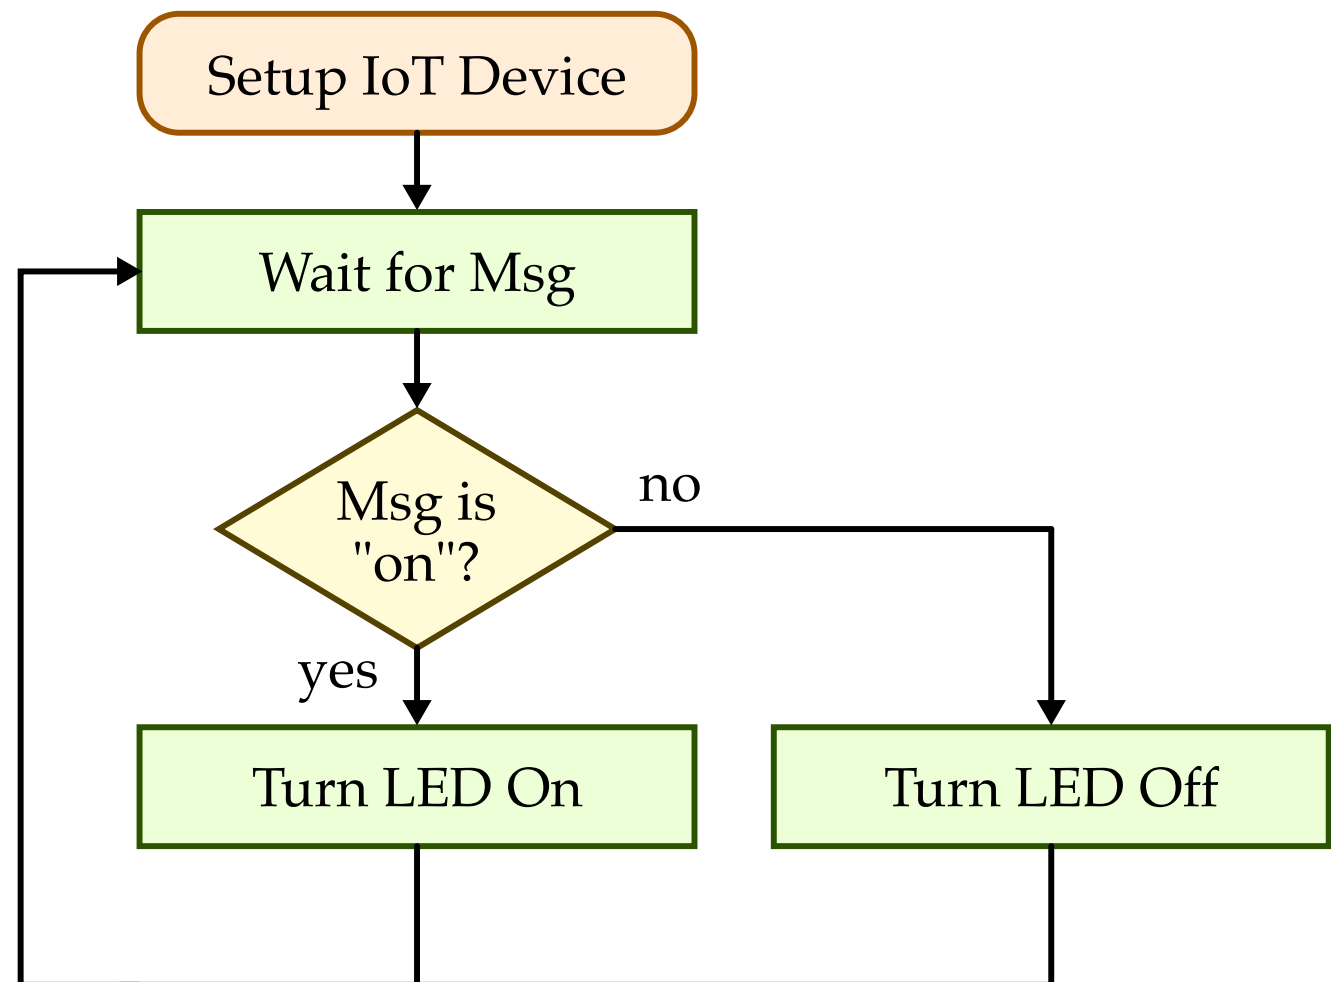 Setup IoT Device
Wait for Msg
Msg is
"on"?
no
yes
Turn LED On
Turn LED Off